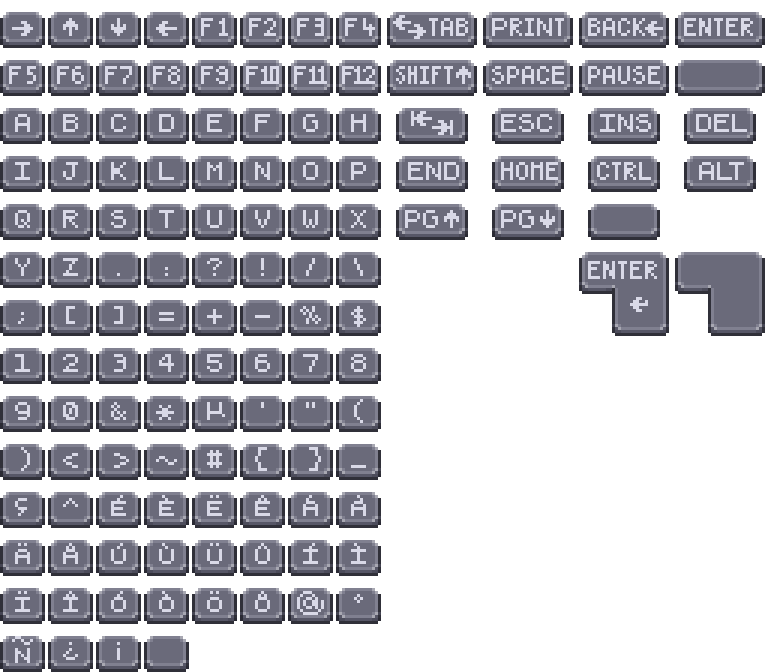 → ↑ ↓ ← F1 F2 F3 F4 ↰↳TAB PRINT BACK← ENTER
F5 F6 F7 F8 F9 F10 F11 F12 SHIFT↑ SPACE PAUSE
A B C D E F G H ESC INS DEL
I J K L M N O P END HOME CTRL ALT
Q R S T U V W X PG↑ PG↓
Y Z . : ? ! / \ ENTER
; [ ] = + - % $ ↵
1 2 3 4 5 6 7 8
9 0 & * µ ' " (
) < > ~ # { } _
ç ^ É È Ë Ê Á À
Ä Â Ú Ù Ü Û Í Ì
Ï Î Ó Ò Ö Ô @ °
Ñ ¿ ¡